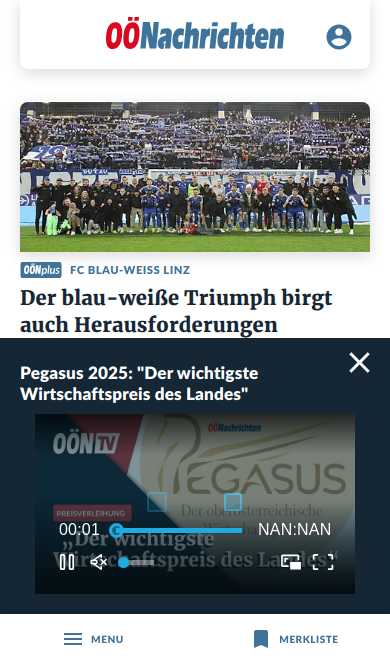 OÖNachrichten
OÖNplus FC BLAU-WEISS LINZ
Der blau-weiße Triumph birgt
auch Herausforderungen
Pegasus 2025: "Der wichtigste
Wirtschaftspreis des Landes"
OÖNTV
OÖNachrichten
PEGASUS
PREISVERLEIHUNG
Der oberösterreichische
00:01 NAN:NAN
„Der wichtigste
Wirtschaftspreis des Landes“
MENU MERKLISTE